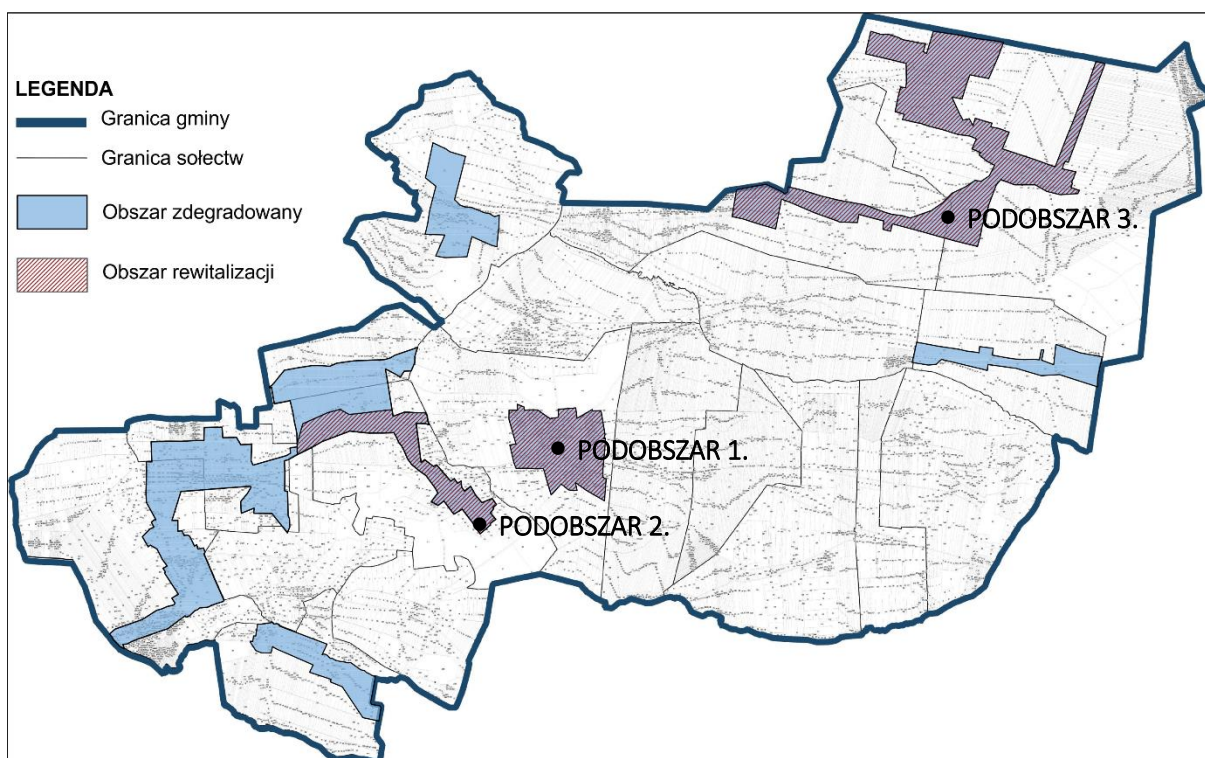 LEGENDA
Granica gminy
Granica sołectw
Obszar zdegradowany
Obszar rewitalizacji
PODOBSZAR 3.
PODOBSZAR 1.
PODOBSZAR 2.